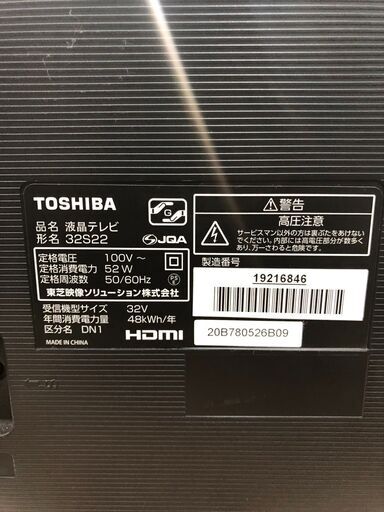 TOSHIBA
品名 液晶テレビ
形名 32S22
JQA
定格電圧 100V～
定格消費電力 52W
定格周波数 50/60Hz
PS
E
東芝映像ソリューション株式会社
受信機型サイズ 32V
年間消費電力量 48kWh/年
区分名 DN1
HDMI
MADE IN CHINA
⚠警告
高圧注意
サービスマン以外の方は裏ぶたをあけない
でください。内部には高電圧部分が数多く
あり、万一さわると危険です。
製造番号
19216846
20B780526B09